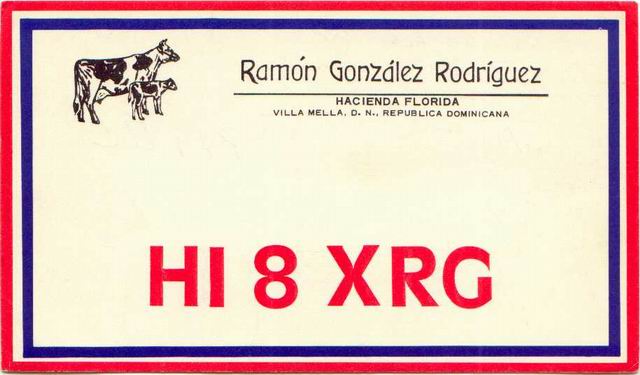 Ramón González Rodríguez
HACIENDA FLORIDA
VILLA MELLA, D. N., REPUBLICA DOMINICANA
HI 8 XRG